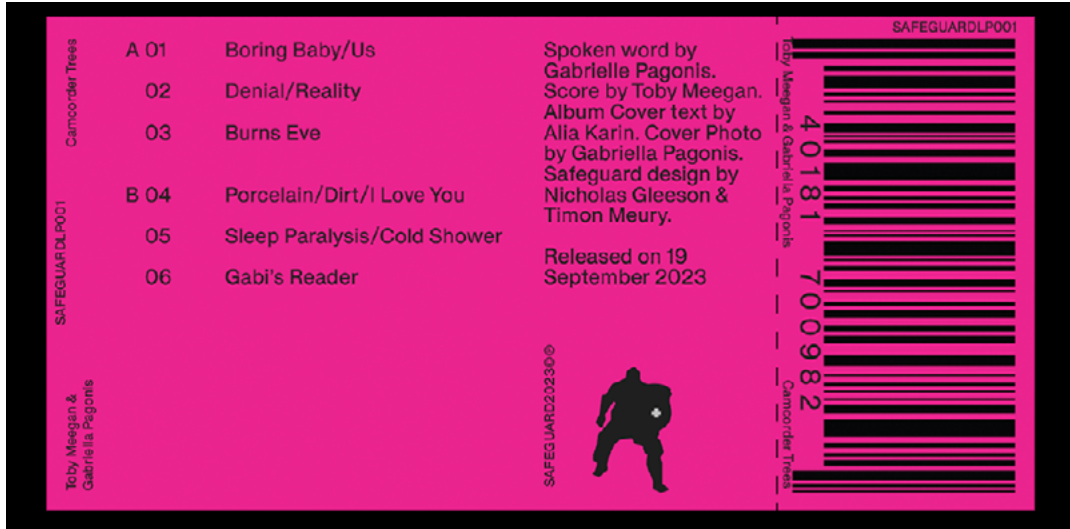 Camcorder Trees
SAFEGUARDLP001
Toby Meegan &
Gabriella Pagonis
A 01 Boring Baby/Us
02 Denial/Reality
03 Burns Eve
B 04 Porcelain/Dirt/I Love You
05 Sleep Paralysis/Cold Shower
06 Gabi's Reader
Spoken word by
Gabrielle Pagonis.
Score by Toby Meegan.
Album Cover text by
Alia Karin. Cover Photo
by Gabriella Pagonis.
Safeguard design by
Nicholas Gleeson &
Timon Meury.
Released on 19
September 2023
SAFEGUARD2023©℗
SAFEGUARDLP001
Toby Meegan & Gabriella Pagonis
Camcorder Trees
40181 700982